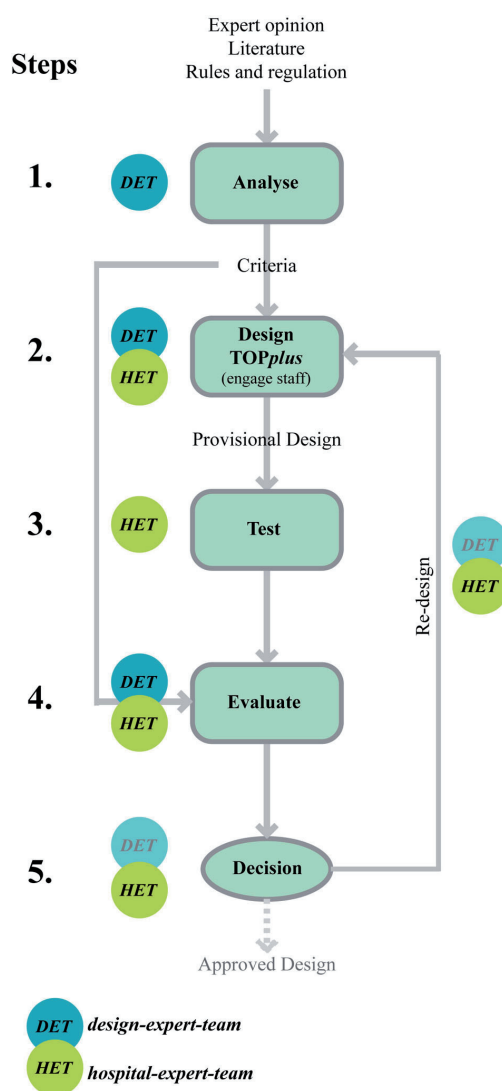 Expert opinion
Literature
Rules and regulation
Steps
1.
DET
Analyse
Criteria
2.
DET
HET
Design
TOPplus
(engage staff)
Provisional Design
3.
HET
Test
DET
HET
Re-design
4.
DET
HET
Evaluate
5.
DET
HET
Decision
Approved Design
DET
design-expert-team
HET
hospital-expert-team